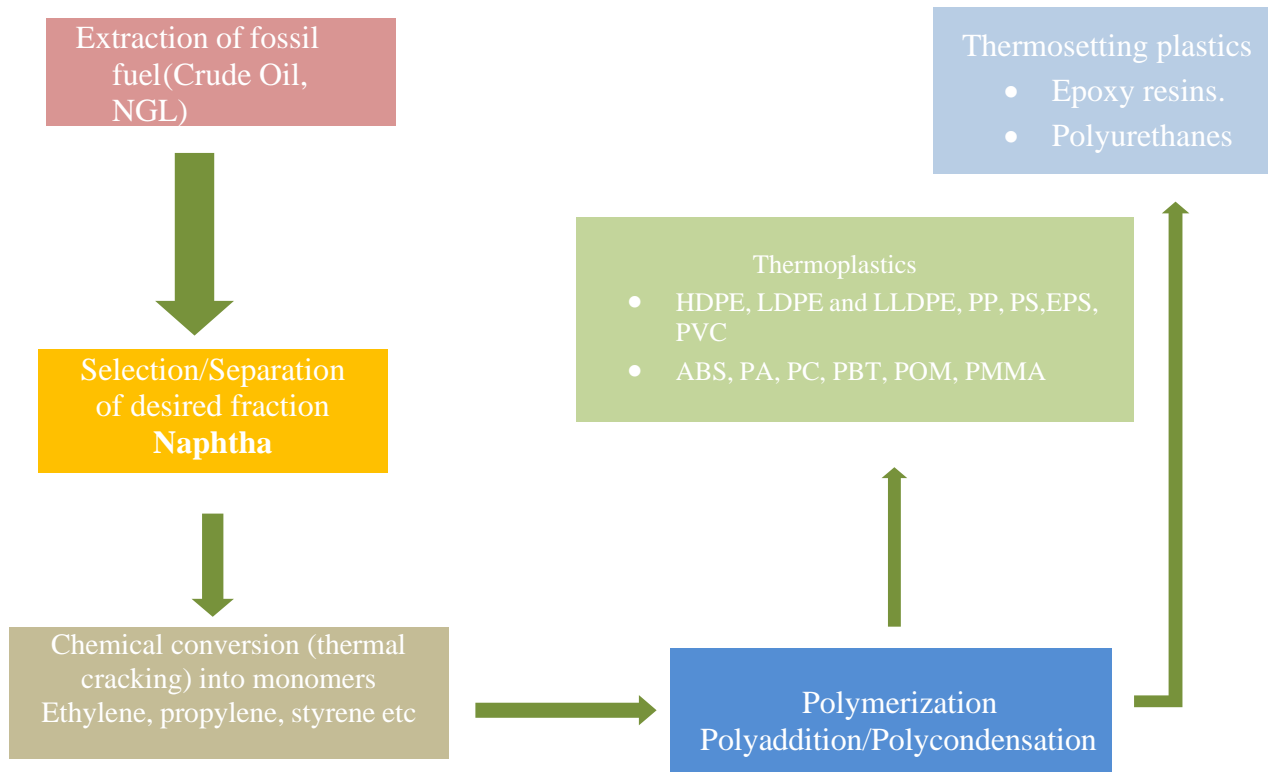 Extraction of fossil
fuel(Crude Oil,
NGL)
Selection/Separation
of desired fraction
Naphtha
Chemical conversion (thermal
cracking) into monomers
Ethylene, propylene, styrene etc
Polymerization
Polyaddition/Polycondensation
Thermoplastics
• HDPE, LDPE and LLDPE, PP, PS,EPS,
PVC
• ABS, PA, PC, PBT, POM, PMMA
Thermosetting plastics
• Epoxy resins.
• Polyurethanes